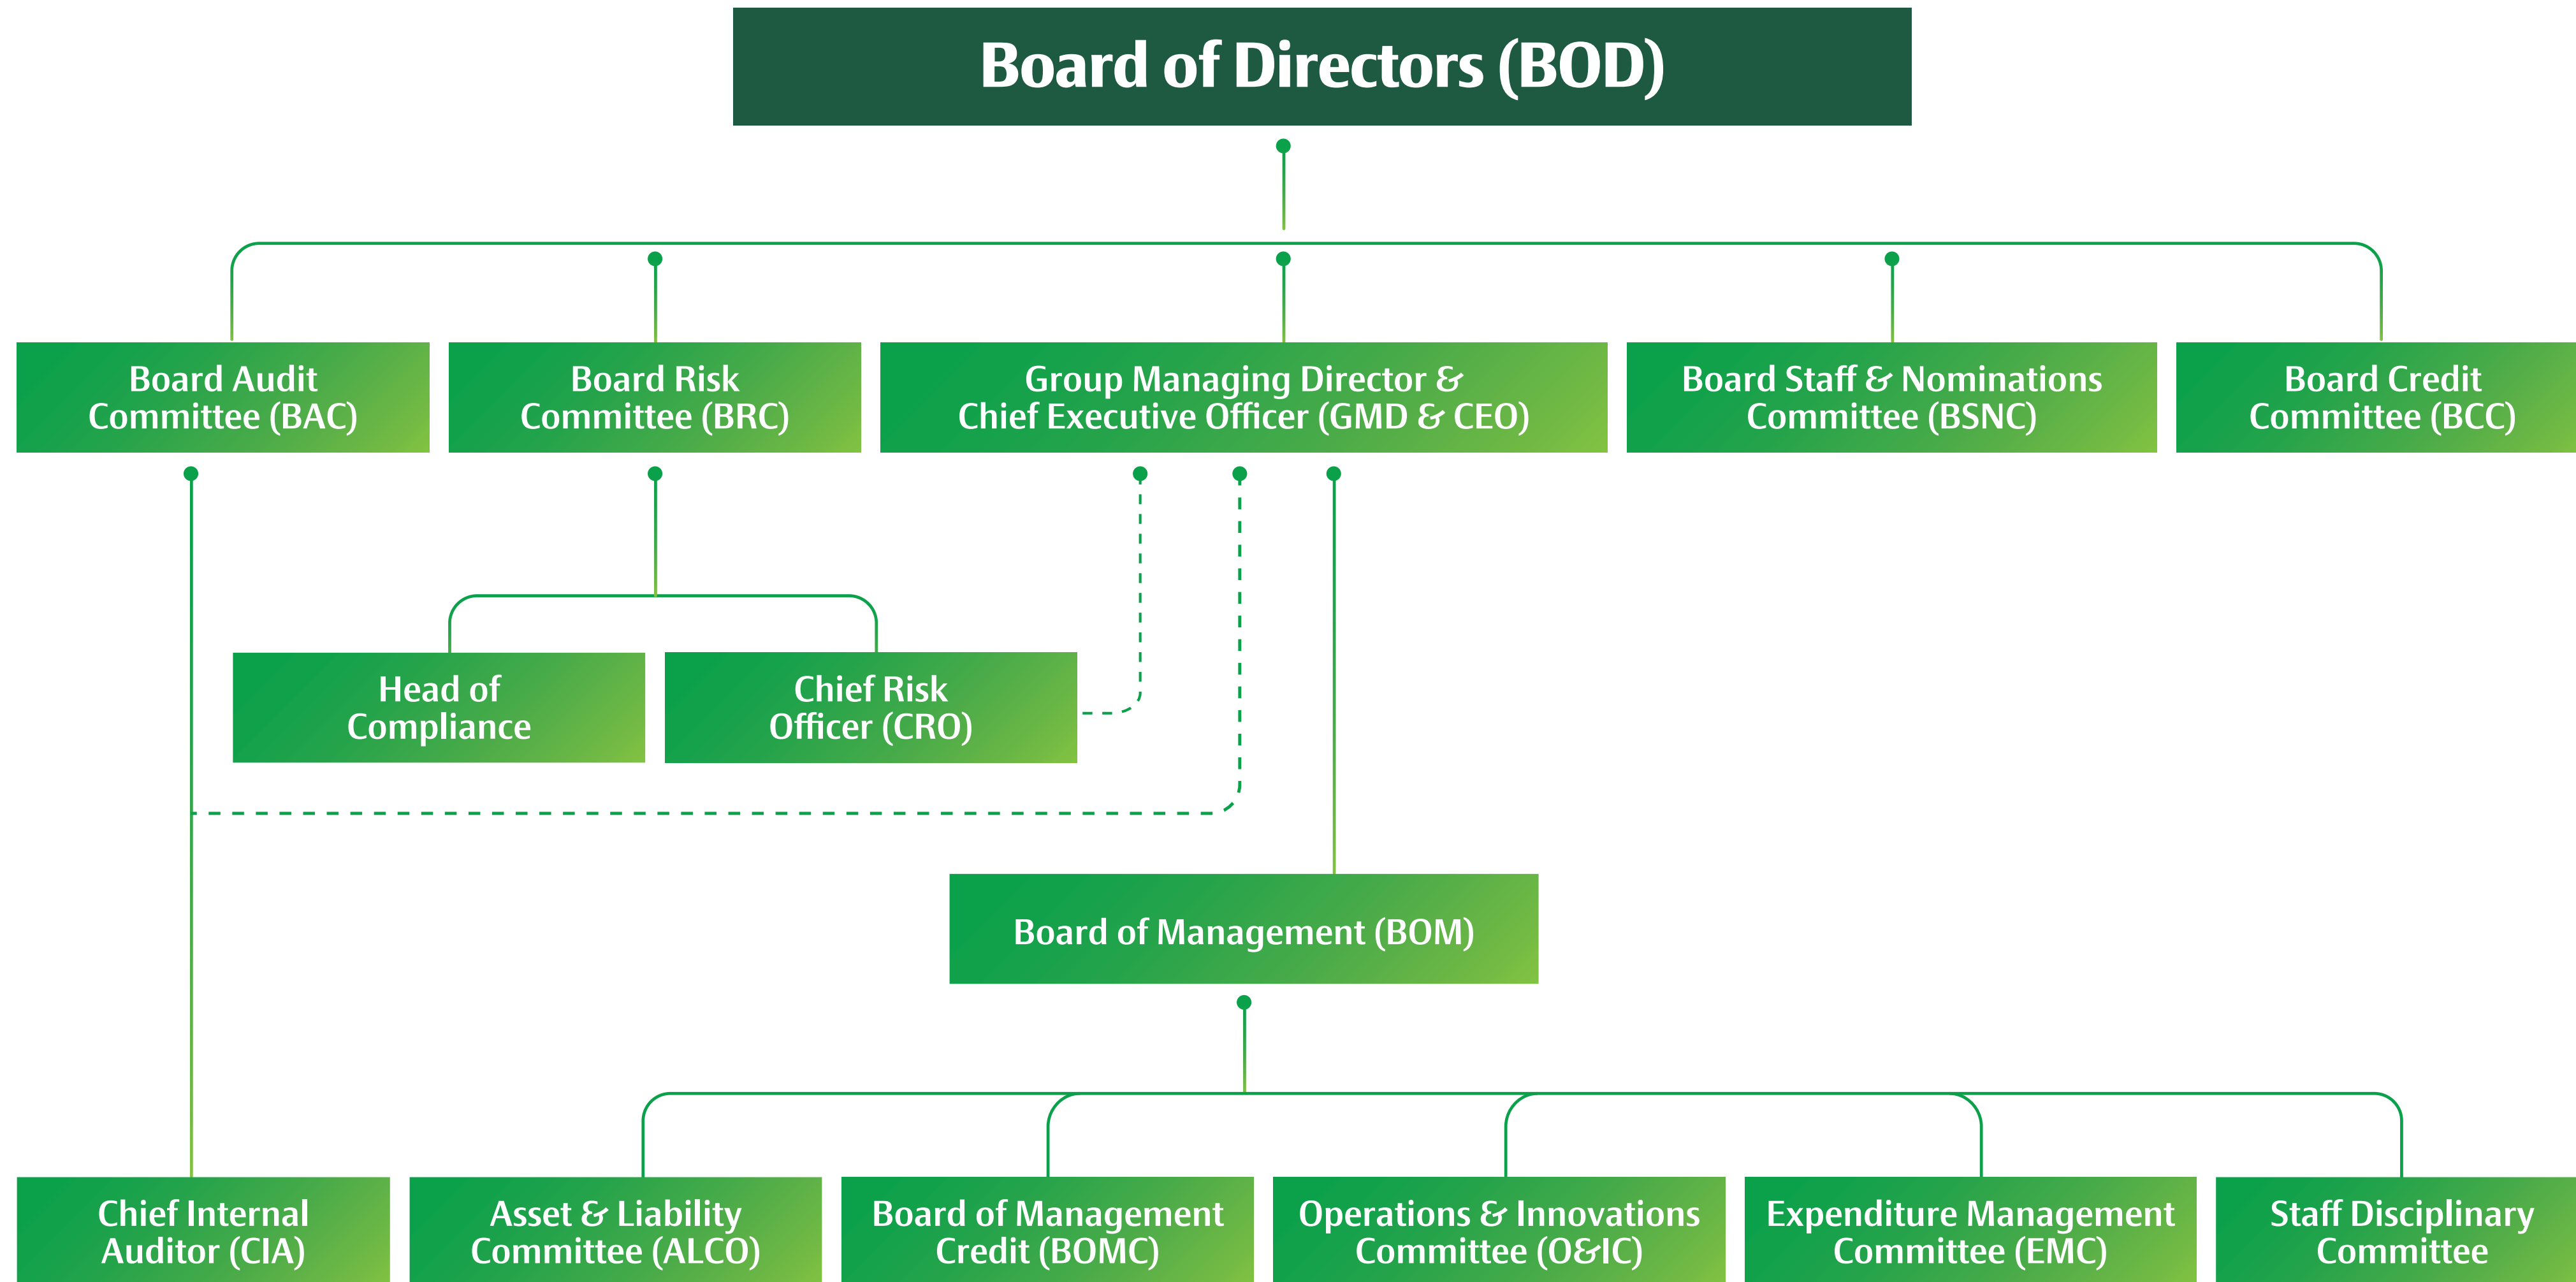 Board of Directors (BOD)
Board Audit
Committee (BAC)
Board Risk
Committee (BRC)
Group Managing Director &
Chief Executive Officer (GMD & CEO)
Board Staff & Nominations
Committee (BSNC)
Board Credit
Committee (BCC)
Head of
Compliance
Chief Risk
Officer (CRO)
Board of Management (BOM)
Chief Internal
Auditor (CIA)
Asset & Liability
Committee (ALCO)
Board of Management
Credit (BOMC)
Operations & Innovations
Committee (O&IC)
Expenditure Management
Committee (EMC)
Staff Disciplinary
Committee